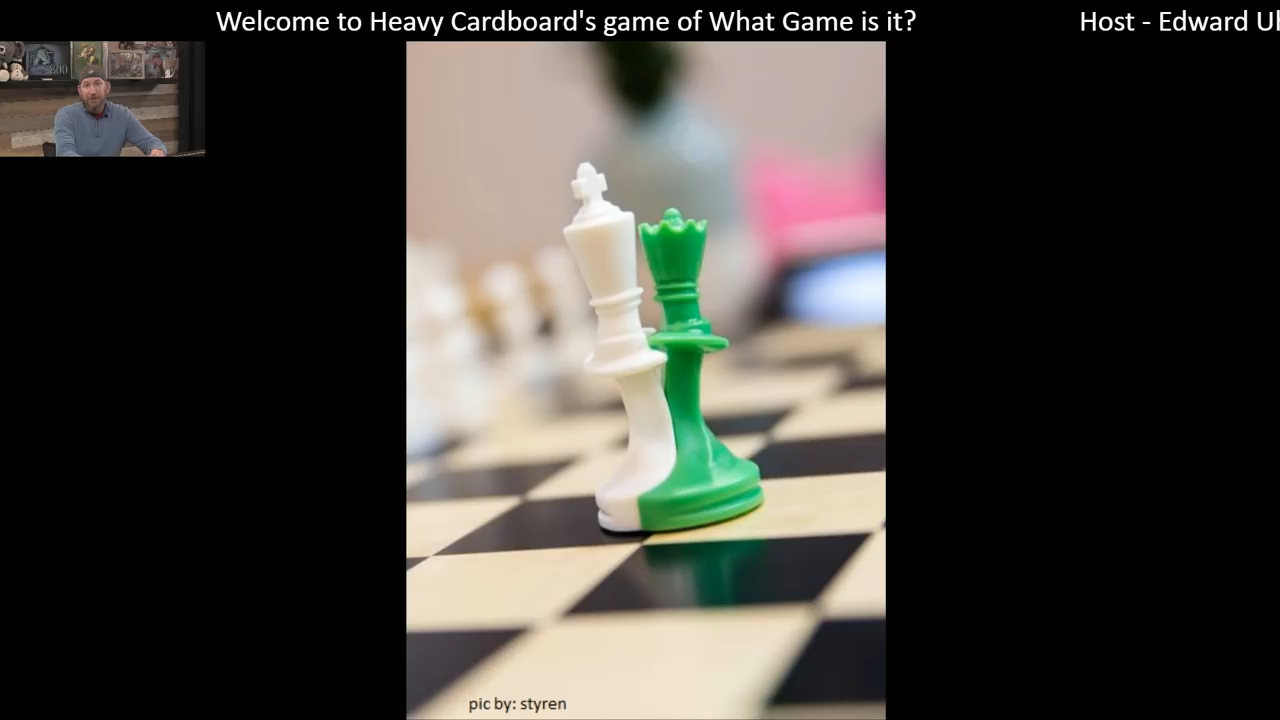 Welcome to Heavy Cardboard's game of What Game is it?
Host - Edward
pic by: styren